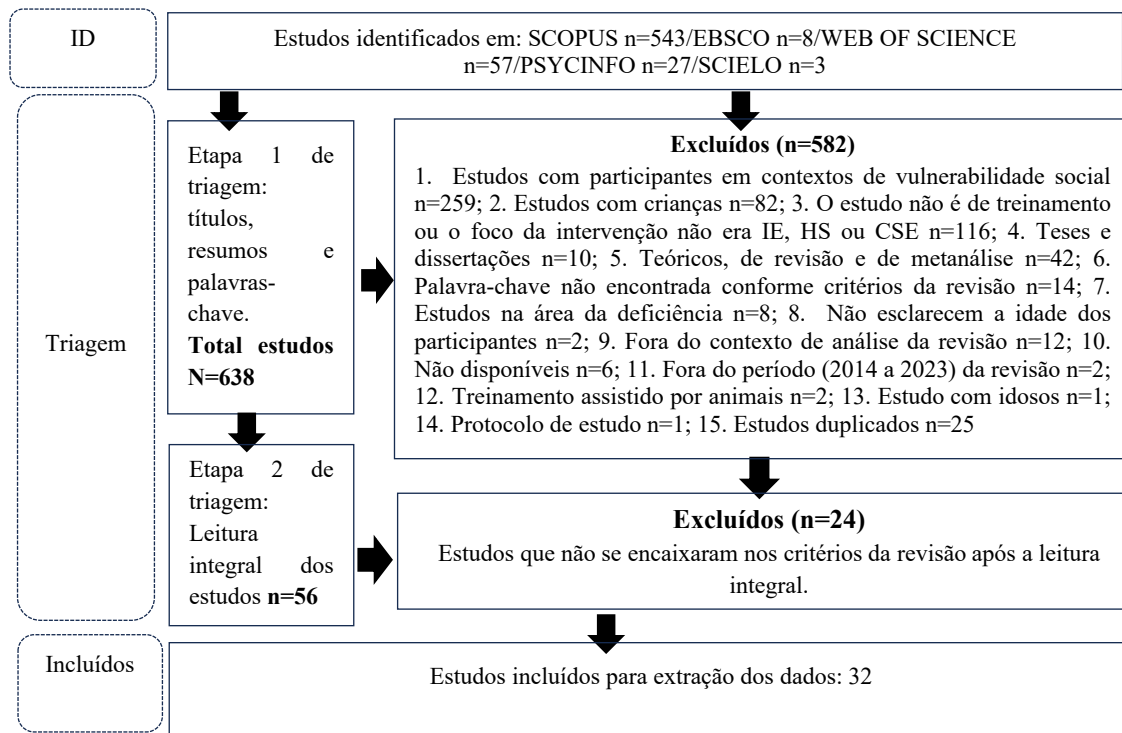 ID
Estudos identificados em: SCOPUS n=543/EBSCO n=8/WEB OF SCIENCE
n=57/PSYCINFO n=27/SCIELO n=3
Triagem
Etapa 1 de
triagem:
títulos,
resumos e
palavras-
chave.
Total estudos
N=638
Excluídos (n=582)
1. Estudos com participantes em contextos de vulnerabilidade social
n=259; 2. Estudos com crianças n=82; 3. O estudo não é de treinamento
ou o foco da intervenção não era IE, HS ou CSE n=116; 4. Teses e
dissertações n=10; 5. Teóricos, de revisão e de metanálise n=42; 6.
Palavra-chave não encontrada conforme critérios da revisão n=14; 7.
Estudos na área da deficiência n=8; 8. Não esclarecem a idade dos
participantes n=2; 9. Fora do contexto de análise da revisão n=12; 10.
Não disponíveis n=6; 11. Fora do período (2014 a 2023) da revisão n=2;
12. Treinamento assistido por animais n=2; 13. Estudo com idosos n=1;
14. Protocolo de estudo n=1; 15. Estudos duplicados n=25
Etapa 2 de
triagem:
Leitura
integral dos
estudos n=56
Excluídos (n=24)
Estudos que não se encaixaram nos critérios da revisão após a leitura
integral.
Incluídos
Estudos incluídos para extração dos dados: 32